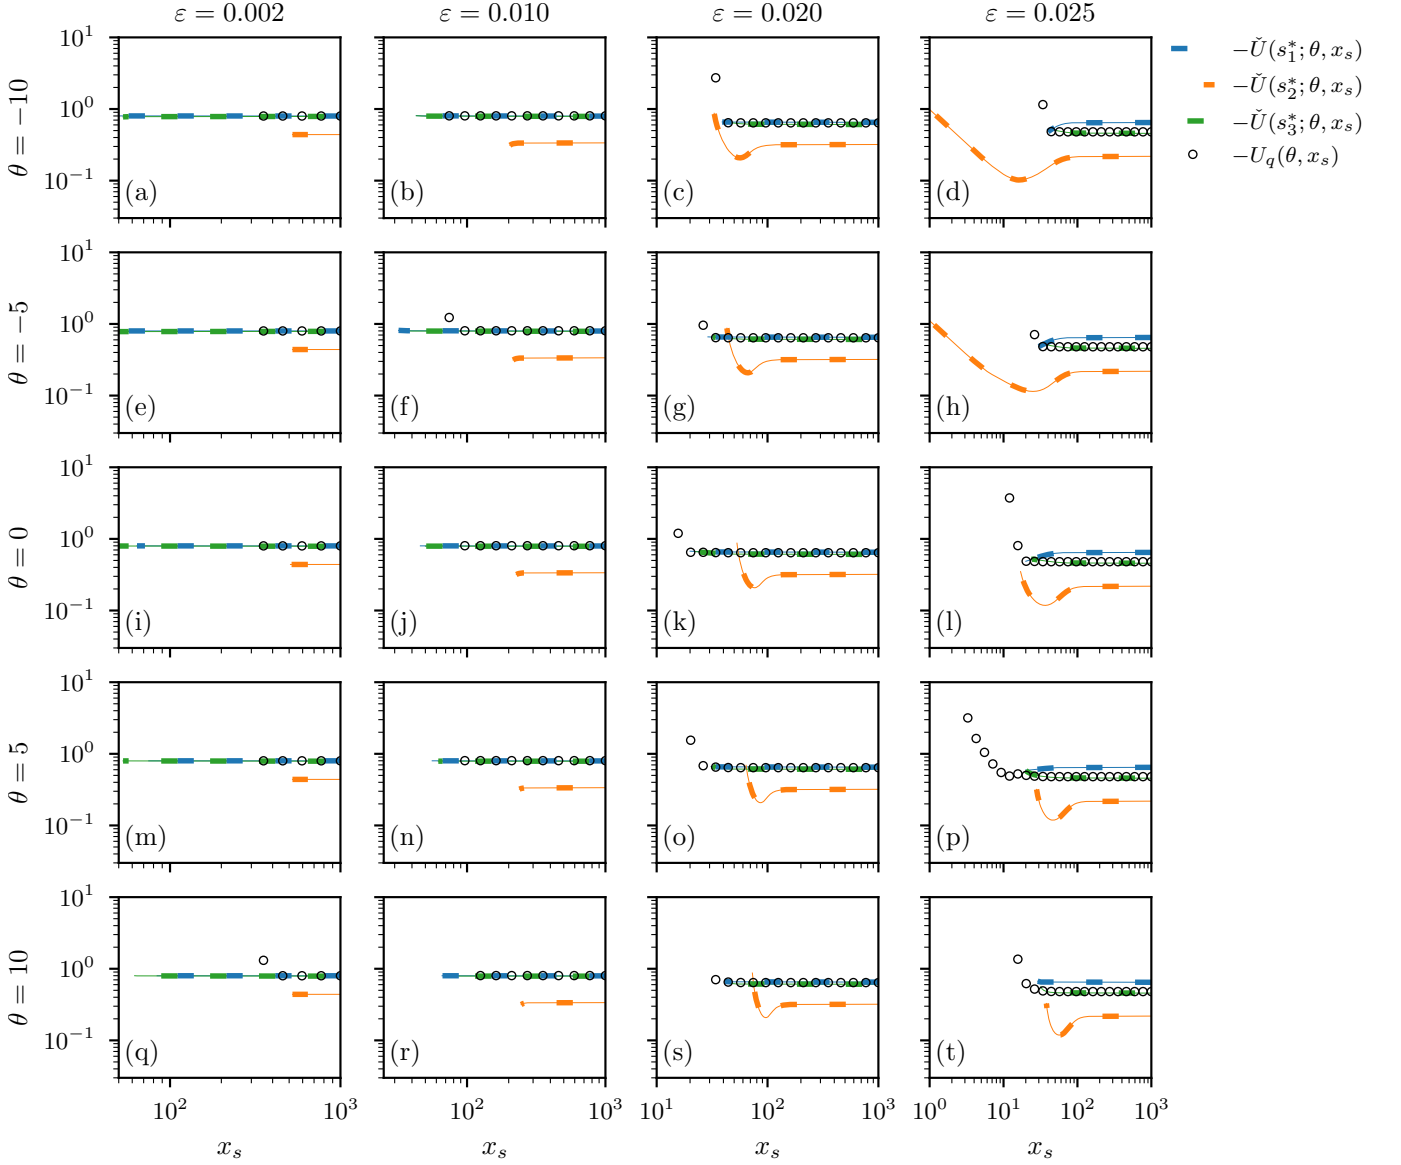 ε = 0.002 ε = 0.010 ε = 0.020 ε = 0.025
−Ǔ(s₁*; θ, xₛ)
−Ǔ(s₂*; θ, xₛ)
−Ǔ(s₃*; θ, xₛ)
−U_q(θ, xₛ)
θ = −10
10¹
10⁰
10⁻¹
(a) (b) (c) (d)
θ = −5
10¹
10⁰
10⁻¹
(e) (f) (g) (h)
θ = 0
10¹
10⁰
10⁻¹
(i) (j) (k) (l)
θ = 5
10¹
10⁰
10⁻¹
(m) (n) (o) (p)
θ = 10
10¹
10⁰
10⁻¹
(q) (r) (s) (t)
10² 10³ 10² 10³ 10¹ 10² 10³ 10⁰ 10¹ 10² 10³
xₛ xₛ xₛ xₛ